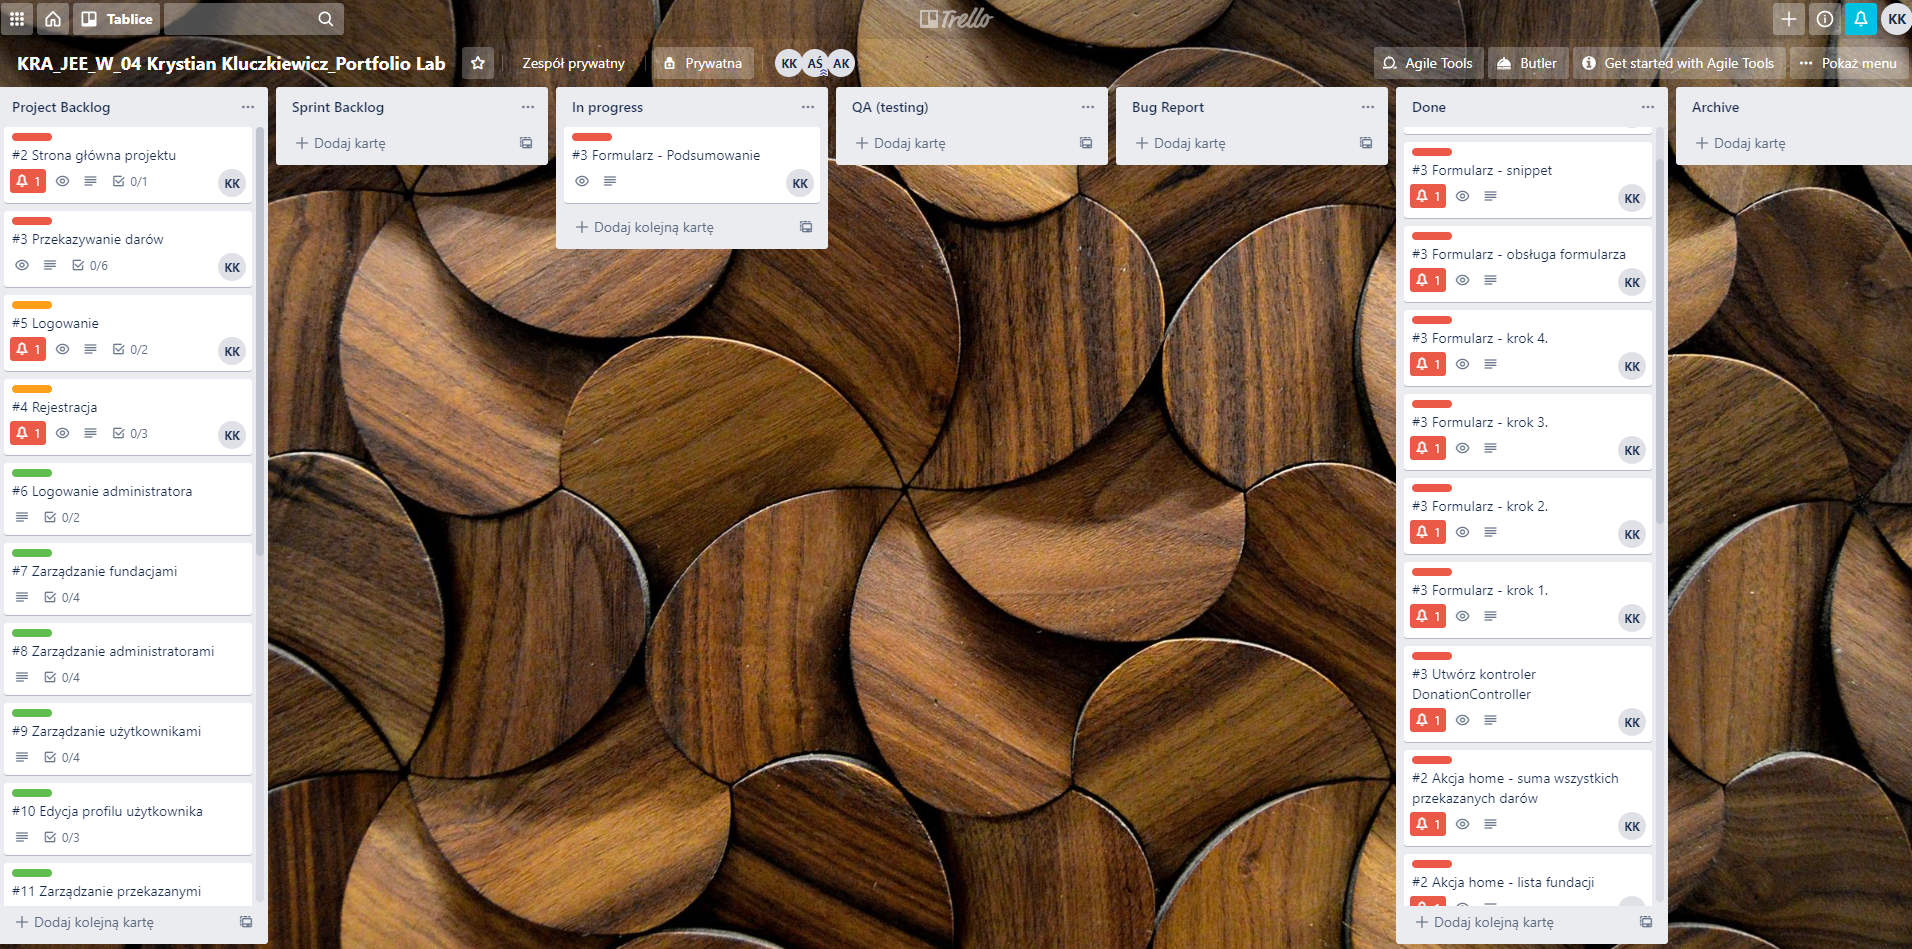 Tablice
Trello
KK
KRA_JEE_W_04 Krystian Kluczkiewicz_Portfolio Lab
Zespół prywatny
Prywatna
KK
AŚ
AK
Agile Tools
Butler
Get started with Agile Tools
Pokaż menu
Project Backlog
#2 Strona główna projektu
1
0/1
KK
#3 Przekazywanie darów
0/6
KK
#5 Logowanie
1
0/2
KK
#4 Rejestracja
1
0/3
KK
#6 Logowanie administratora
0/2
#7 Zarządzanie fundacjami
0/4
#8 Zarządzanie administratorami
0/4
#9 Zarządzanie użytkownikami
0/4
#10 Edycja profilu użytkownika
0/3
#11 Zarządzanie przekazanymi
Dodaj kolejną kartę
Sprint Backlog
Dodaj kartę
In progress
#3 Formularz - Podsumowanie
KK
Dodaj kolejną kartę
QA (testing)
Dodaj kartę
Bug Report
Dodaj kartę
Done
#3 Formularz - snippet
1
KK
#3 Formularz - obsługa formularza
1
KK
#3 Formularz - krok 4.
1
KK
#3 Formularz - krok 3.
1
KK
#3 Formularz - krok 2.
1
KK
#3 Formularz - krok 1.
1
KK
#3 Utwórz kontroler
DonationController
1
KK
#2 Akcja home - suma wszystkich
przekazanych darów
1
KK
#2 Akcja home - lista fundacji
Dodaj kolejną kartę
Archive
Dodaj kartę